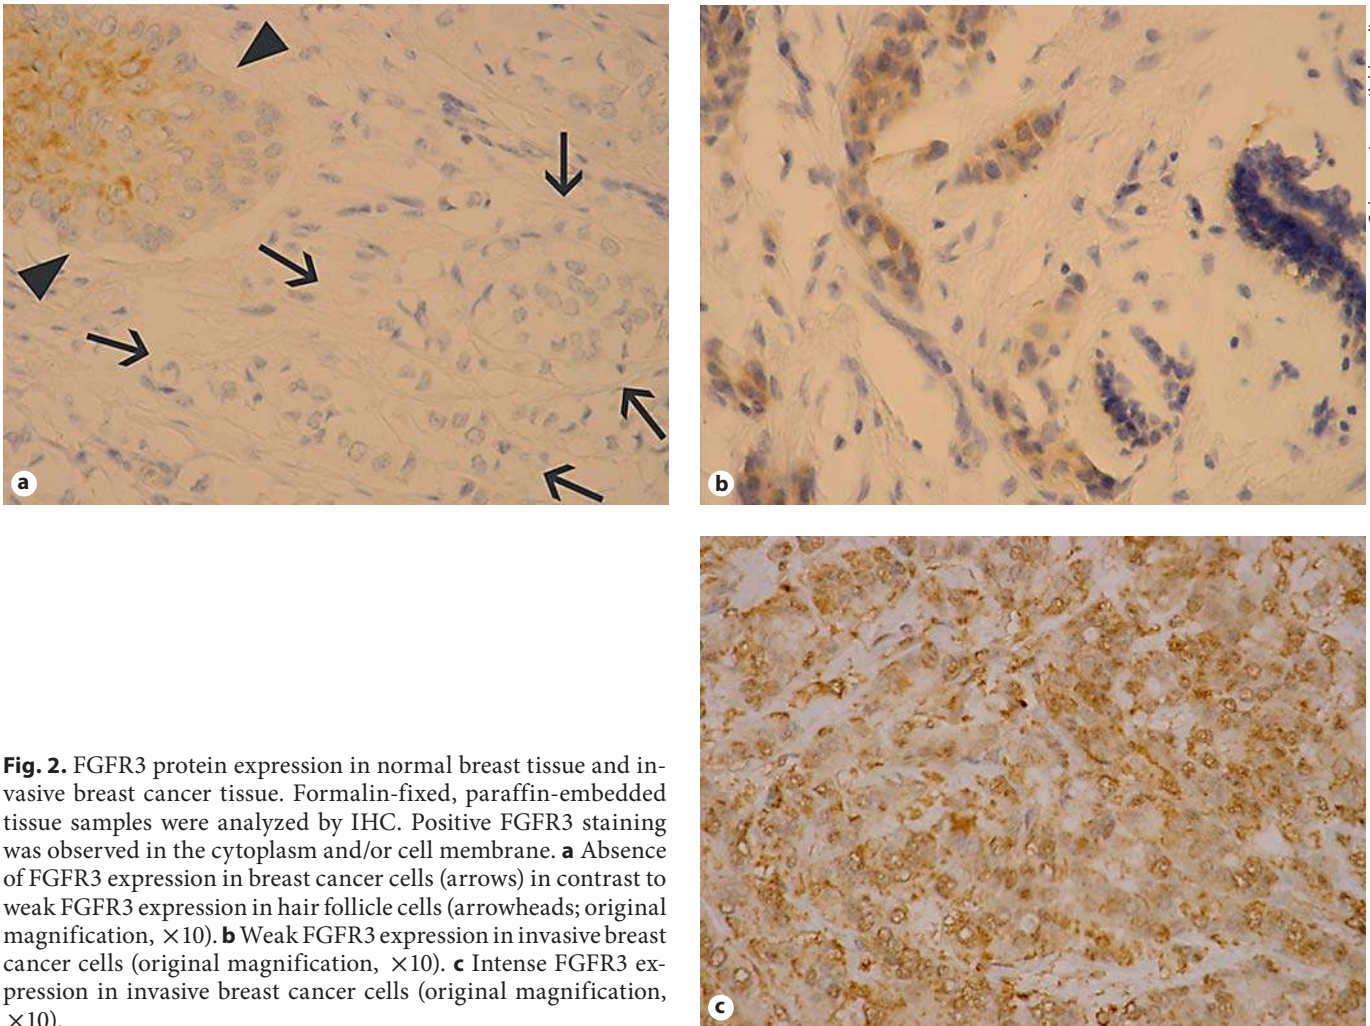 a
b
c
Fig. 2. FGFR3 protein expression in normal breast tissue and in-
vasive breast cancer tissue. Formalin-fixed, paraffin-embedded
tissue samples were analyzed by IHC. Positive FGFR3 staining
was observed in the cytoplasm and/or cell membrane. a Absence
of FGFR3 expression in breast cancer cells (arrows) in contrast to
weak FGFR3 expression in hair follicle cells (arrowheads; original
magnification, ×10). b Weak FGFR3 expression in invasive breast
cancer cells (original magnification, ×10). c Intense FGFR3 ex-
pression in invasive breast cancer cells (original magnification,
×10).